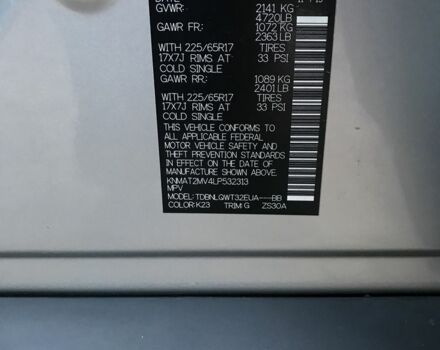 GVWR: 2141 KG
4720LB
GAWR FR: 1072 KG
2363 LB
WITH 225/65R17 TIRES
17X7J RIMS AT 33 PSI
COLD SINGLE
GAWR RR: 1089 KG
2401 LB
WITH 225/65R17 TIRES
17X7J RIMS AT 33 PSI
COLD SINGLE
THIS VEHICLE CONFORMS TO
ALL APPLICABLE FEDERAL
MOTOR VEHICLE SAFETY AND
THEFT PREVENTION STANDARDS
IN EFFECT ON THE DATE OF
MANUFACTURE SHOWN ABOVE.
KNMAT2MV4LP532313
MPV
MODEL: TDBNLQWT32EUA---BB
COLOR:K23 TRIM:G ZS30A